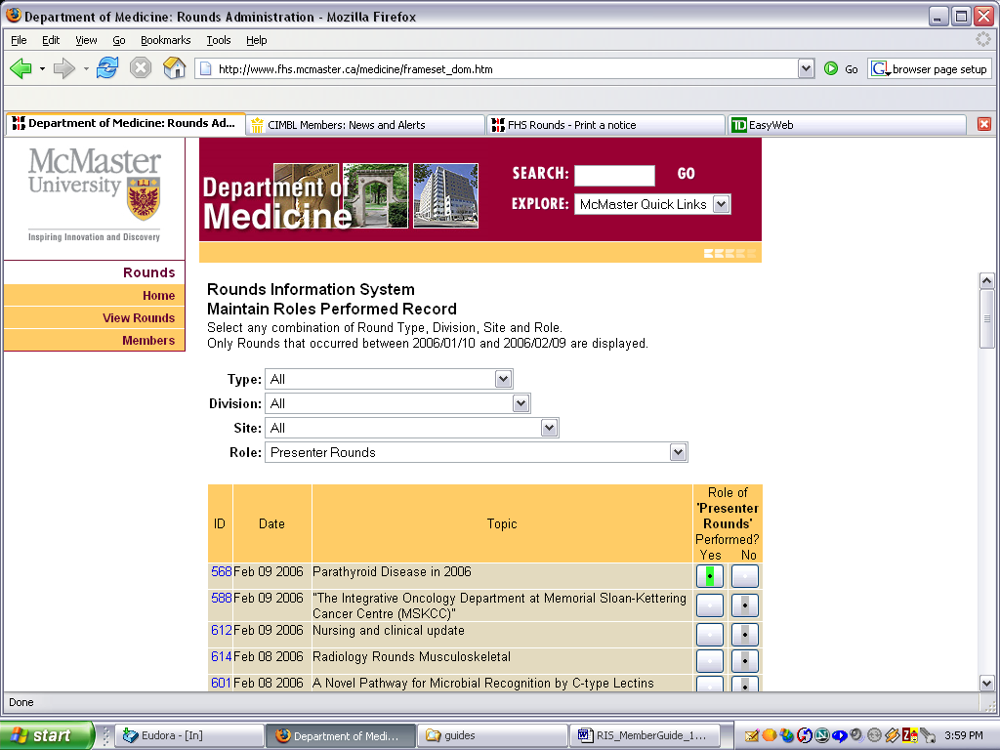 Department of Medicine: Rounds Administration - Mozilla Firefox
File Edit View Go Bookmarks Tools Help
http://www.fhs.mcmaster.ca/medicine/frameset_dom.htm Go browser page setup
Department of Medicine: Rounds Ad... CIMBL Members: News and Alerts FHS Rounds - Print a notice TD EasyWeb
McMaster
University
Inspiring Innovation and Discovery
Department of
Medicine
SEARCH: GO
EXPLORE: McMaster Quick Links
Rounds
Home
View Rounds
Members
Rounds Information System
Maintain Roles Performed Record
Select any combination of Round Type, Division, Site and Role.
Only Rounds that occurred between 2006/01/10 and 2006/02/09 are displayed.
Type: All
Division: All
Site: All
Role: Presenter Rounds
ID Date Topic
Role of
'Presenter
Rounds'
Performed?
Yes No
568 Feb 09 2006 Parathyroid Disease in 2006
588 Feb 09 2006 "The Integrative Oncology Department at Memorial Sloan-Kettering
Cancer Centre (MSKCC)"
612 Feb 09 2006 Nursing and clinical update
614 Feb 08 2006 Radiology Rounds Musculoskeletal
601 Feb 08 2006 A Novel Pathway for Microbial Recognition by C-type Lectins
Done
start Eudora - [In] Department of Medi... guides RIS_MemberGuide_1... 3:59 PM